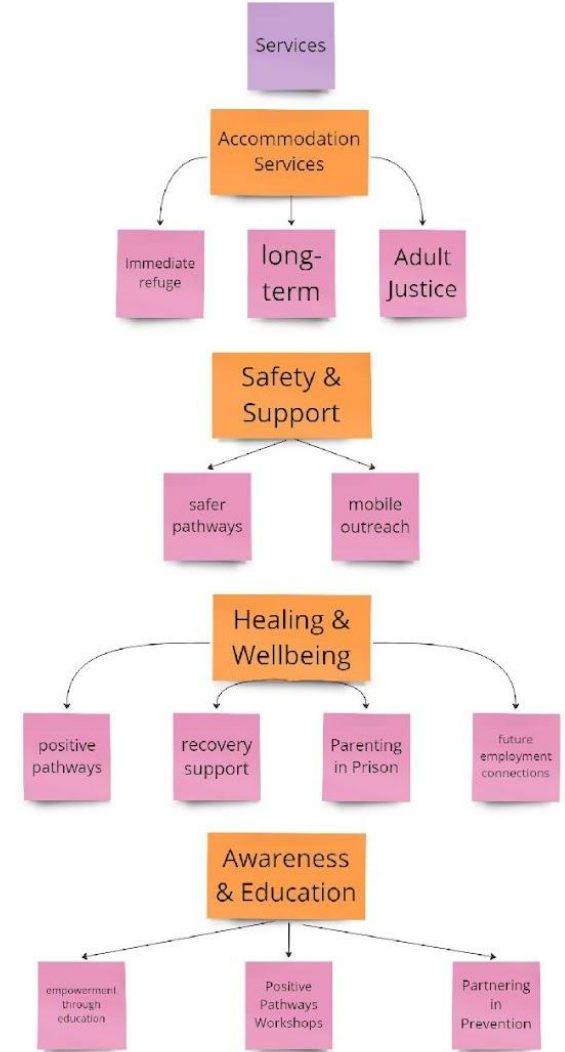 Services
Accommodation
Services
Immediate
refuge
long-
term
Adult
Justice
Safety &
Support
safer
pathways
mobile
outreach
Healing &
Wellbeing
positive
pathways
recovery
support
Parenting
in Prison
future
employment
connections
Awareness
& Education
empowerment
through
education
Positive
Pathways
Workshops
Partnering
in
Prevention